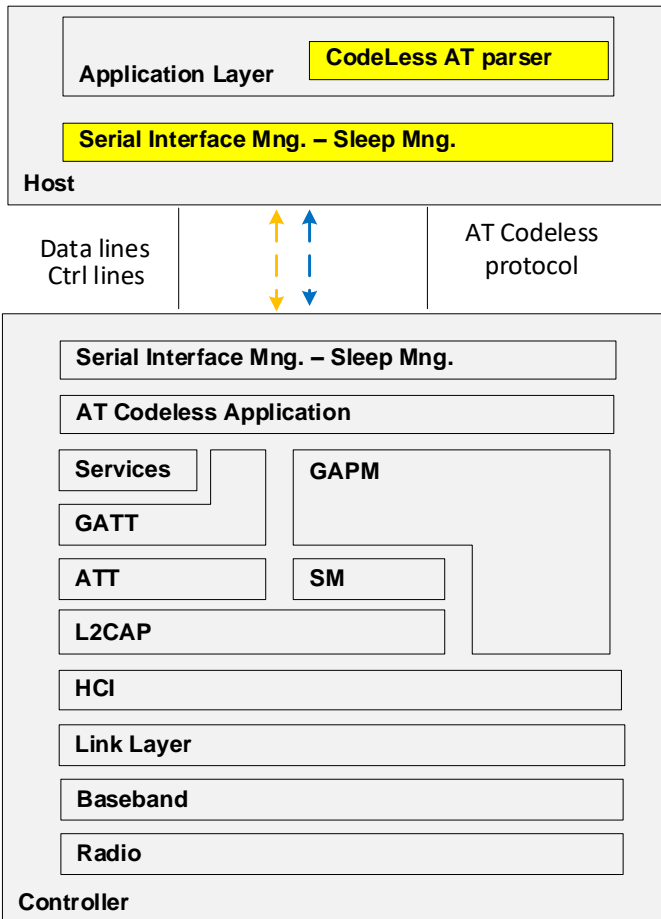 CodeLess AT parser
Application Layer
Serial Interface Mng. – Sleep Mng.
Host
Data lines
Ctrl lines
AT Codeless
protocol
Serial Interface Mng. – Sleep Mng.
AT Codeless Application
Services
GAPM
GATT
ATT
SM
L2CAP
HCI
Link Layer
Baseband
Radio
Controller